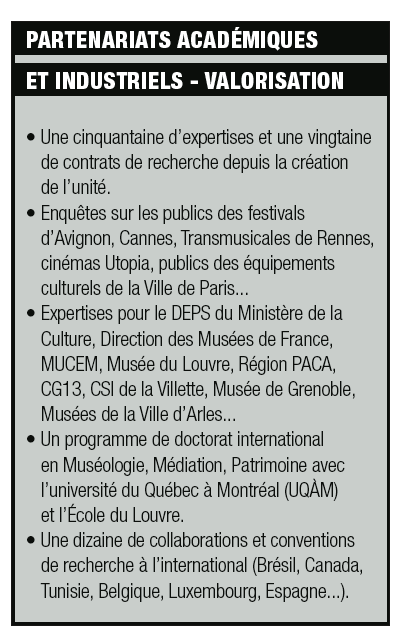 PARTENARIATS ACADÉMIQUES
ET INDUSTRIELS - VALORISATION
• Une cinquantaine d'expertises et une vingtaine
de contrats de recherche depuis la création
de l'unité.
• Enquêtes sur les publics des festivals
d'Avignon, Cannes, Transmusicales de Rennes,
cinémas Utopia, publics des équipements
culturels de la Ville de Paris...
• Expertises pour le DEPS du Ministère de la
Culture, Direction des Musées de France,
MUCEM, Musée du Louvre, Région PACA,
CG13, CSI de la Villette, Musée de Grenoble,
Musées de la Ville d'Arles...
• Un programme de doctorat international
en Muséologie, Médiation, Patrimoine avec
l'université du Québec à Montréal (UQÀM)
et l'École du Louvre.
• Une dizaine de collaborations et conventions
de recherche à l'international (Brésil, Canada,
Tunisie, Belgique, Luxembourg, Espagne...).